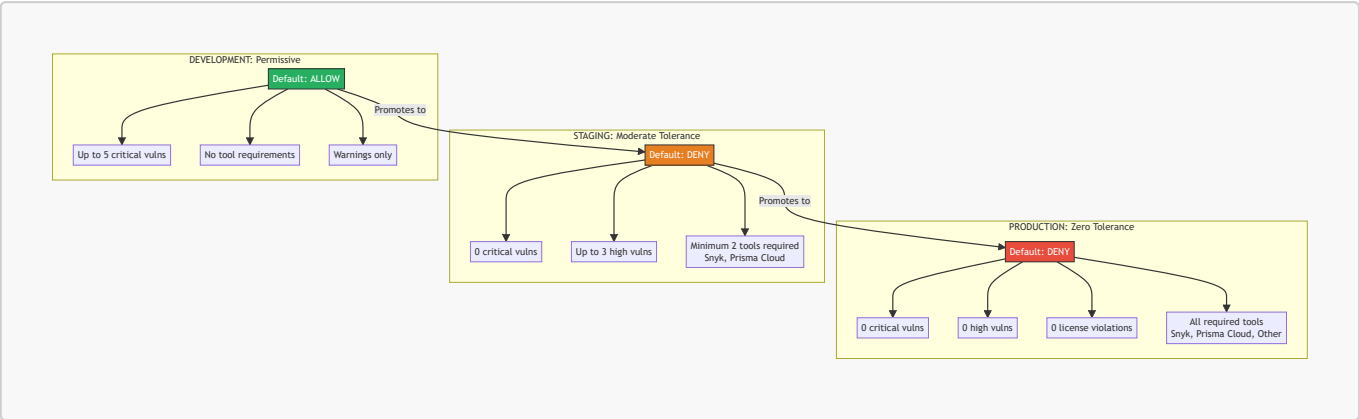 DEVELOPMENT: Permissive
Default: ALLOW
Promotes to
Up to 5 critical vulns
No tool requirements
Warnings only
STAGING: Moderate Tolerance
Default: DENY
Promotes to
0 critical vulns
Up to 3 high vulns
Minimum 2 tools required
Snyk, Prisma Cloud
PRODUCTION: Zero Tolerance
Default: DENY
0 critical vulns
0 high vulns
0 license violations
All required tools
Snyk, Prisma Cloud, Other